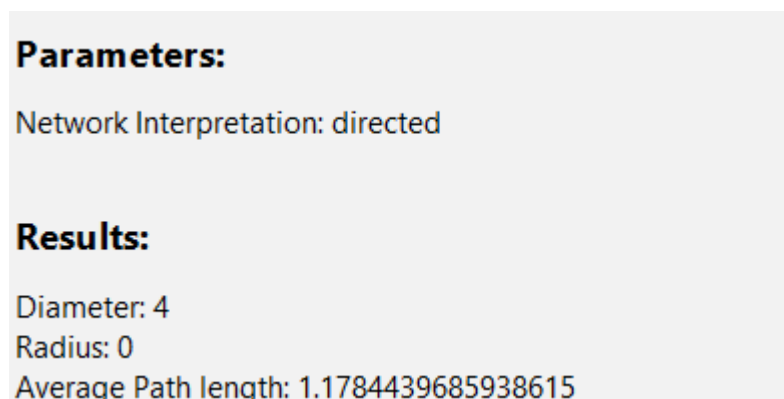 Parameters:
Network Interpretation: directed
Results:
Diameter: 4
Radius: 0
Average Path length: 1.1784439685938615